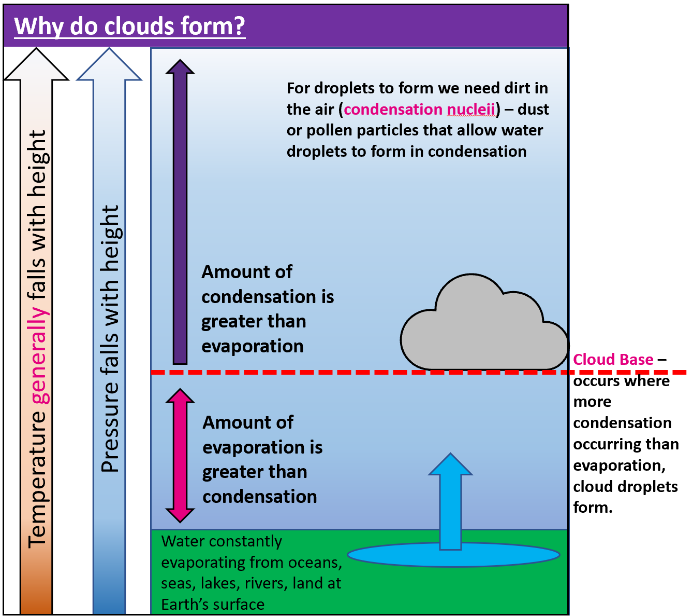 Why do clouds form?
Temperature generally falls with height
Pressure falls with height
For droplets to form we need dirt in
the air (condensation nucleii) – dust
or pollen particles that allow water
droplets to form in condensation
Amount of
condensation is
greater than
evaporation
Cloud Base –
occurs where
more
condensation
occurring than
evaporation,
cloud droplets
form.
Amount of
evaporation is
greater than
condensation
Water constantly
evaporating from oceans,
seas, lakes, rivers, land at
Earth's surface